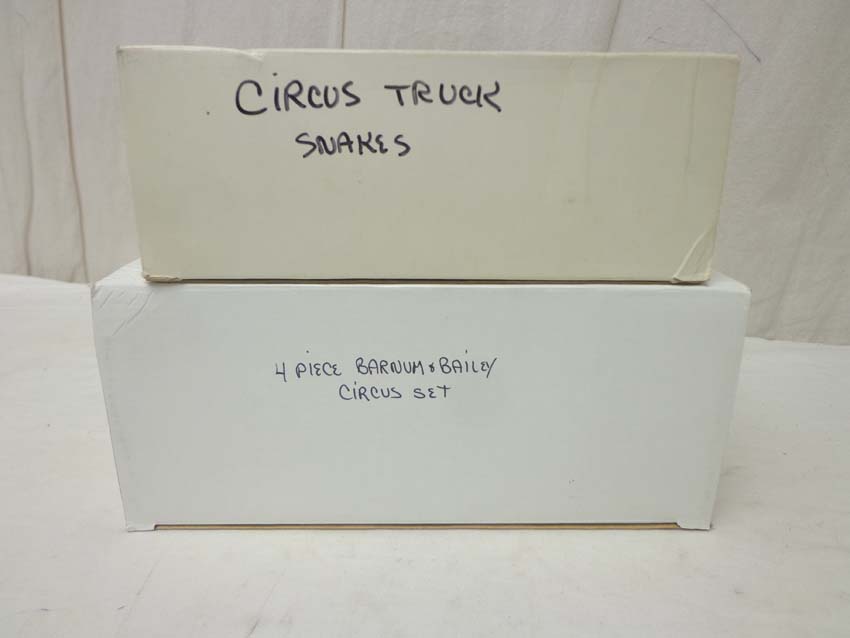 CiRCUS TRUCK
SNAKES
4 PiECE BARNUM & BAiLEY
CiRCUS SET